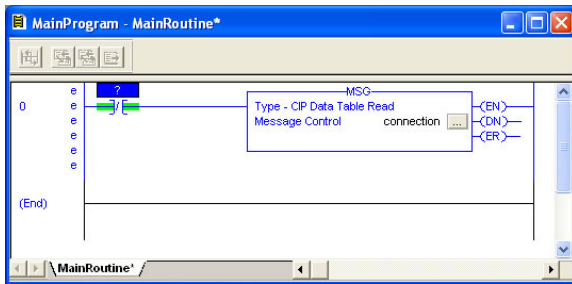 MainProgram - MainRoutine*
e
?
MSG
0
e
Type - CIP Data Table Read
(EN)
e
Message Control
connection
...
(DN)
e
(ER)
e
e
(End)
MainRoutine*